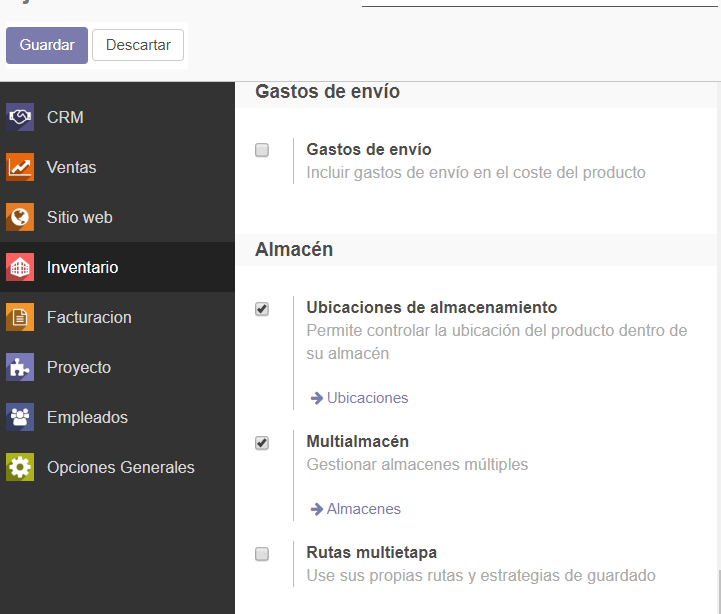 Guardar
Descartar
CRM
Ventas
Sitio web
Inventario
Facturacion
Proyecto
Empleados
Opciones Generales
Gastos de envío
Gastos de envío
Incluir gastos de envío en el coste del producto
Almacén
Ubicaciones de almacenamiento
Permite controlar la ubicación del producto dentro de
su almacén
Ubicaciones
Multialmacén
Gestionar almacenes múltiples
Almacenes
Rutas multietapa
Use sus propias rutas y estrategias de guardado